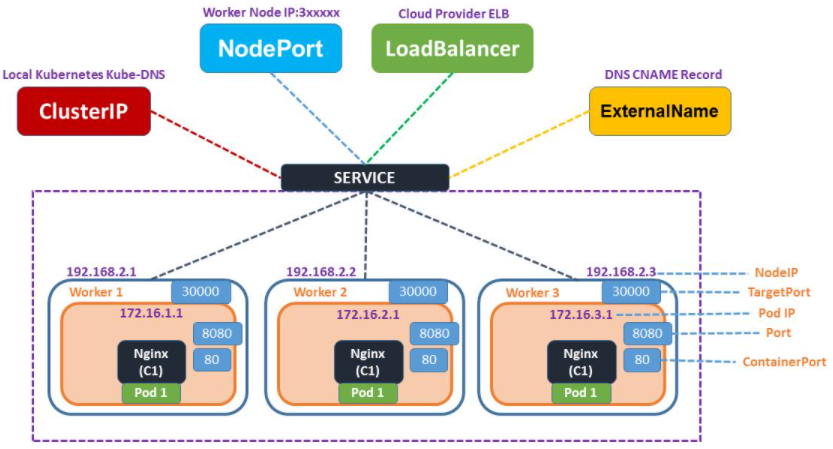 Worker Node IP:3xxxxx
Cloud Provider ELB
NodePort
LoadBalancer
Local Kubernetes Kube-DNS
DNS CNAME Record
ClusterIP
ExternalName
SERVICE
192.168.2.1
192.168.2.2
192.168.2.3
NodeIP
Worker 1
30000
Worker 2
30000
Worker 3
30000
TargetPort
172.16.1.1
172.16.2.1
172.16.3.1
Pod IP
8080
8080
8080
Port
Nginx
(C1)
80
Nginx
(C1)
80
Nginx
(C1)
80
ContainerPort
Pod 1
Pod 1
Pod 1